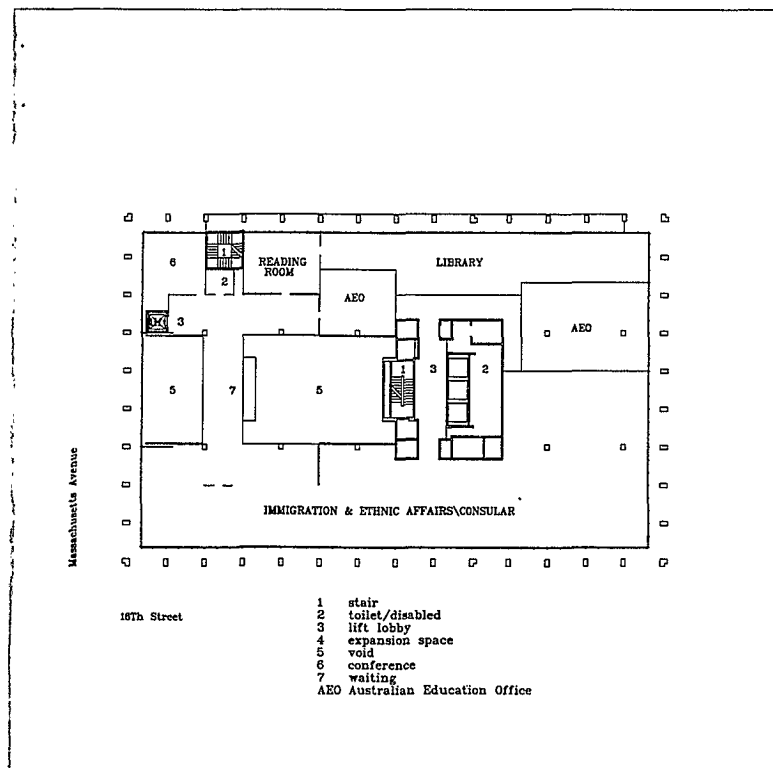 1
6
READING
ROOM
LIBRARY
2
AEO
3
AEO
5
7
5
1
3
2
Massachusetts Avenue
IMMIGRATION & ETHNIC AFFAIRS\CONSULAR
16Th Street
1 stair
2 toilet/disabled
3 lift lobby
4 expansion space
5 void
6 conference
7 waiting
AEO Australian Education Office